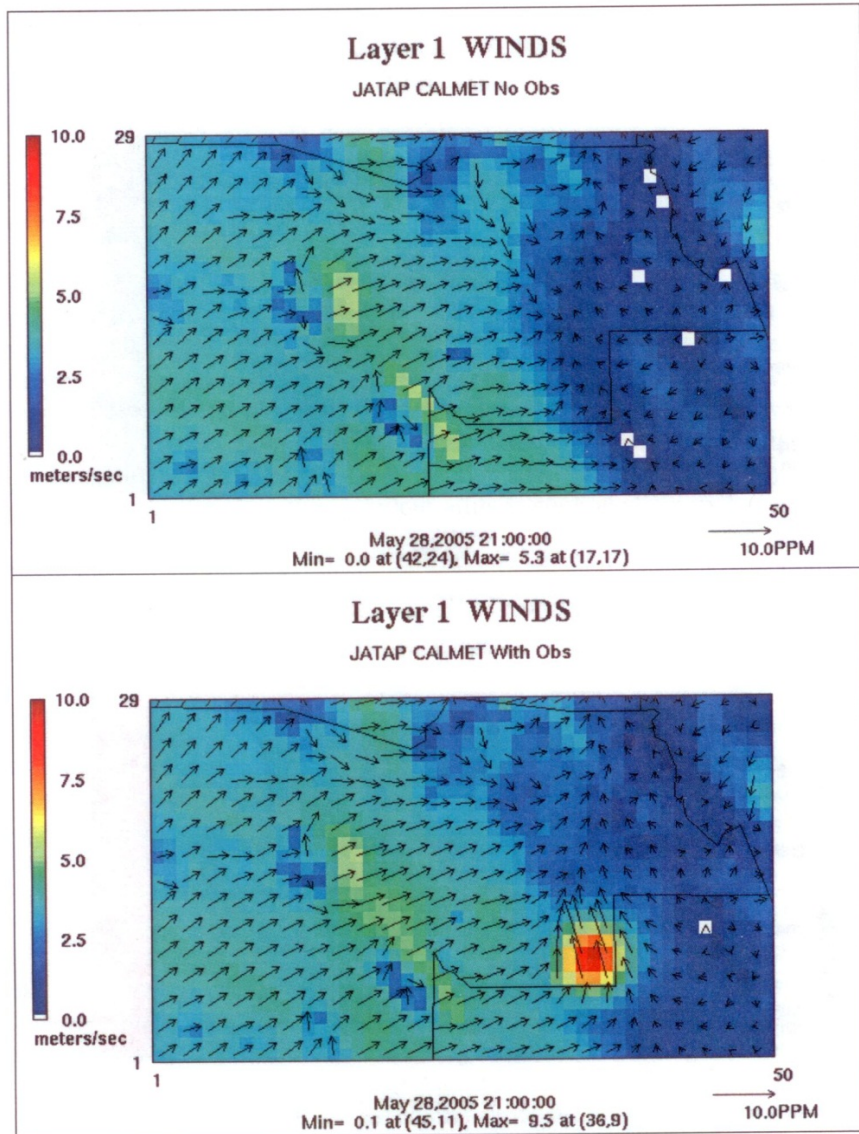 Layer 1 WINDS
JATAP CALMET No Obs
10.0
7.5
5.0
2.5
0.0
meters/sec
29
1
1
50
May 28,2005 21:00:00
Min= 0.0 at (42,24), Max= 5.3 at (17,17)
10.0PPM
Layer 1 WINDS
JATAP CALMET With Obs
10.0
7.5
5.0
2.5
0.0
meters/sec
29
1
1
50
May 28,2005 21:00:00
Min= 0.1 at (45,11), Max= 9.5 at (36,9)
10.0PPM